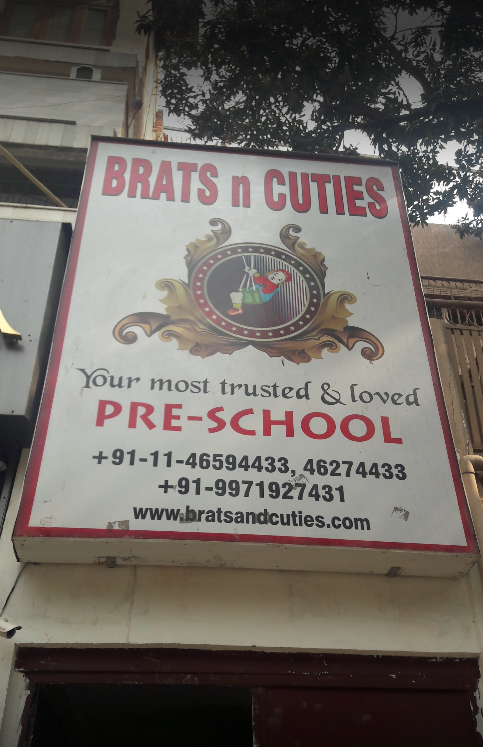 BRATS n CUTIES
Your most trusted & loved
PRE-SCHOOL
+91-11-46594433, 46274433
+91-9971927431
www.bratsandcuties.com